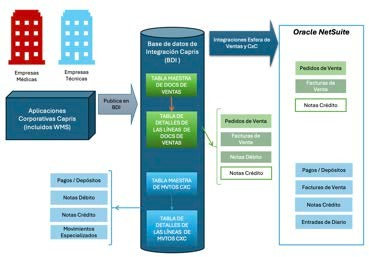 Empresas
Médicas
Empresas
Técnicas
Aplicaciones
Corporativas Capris
(incluidos WMS)
Publica en
BDI
Base de datos de
Integración Capris
(BDI )
TABLA MAESTRA
DE DOCS DE
VENTAS
TABLA DE
DETALLES DE
LAS LÍNEAS DE
DOCS DE
VENTAS
TABLA MAESTRA
DE MVTOS CXC
TABLA DE
DETALLES DE
LAS LÍNEAS DE
MVTOS CXC
Integraciones Esfera de
Ventas y CxC
Pedidos de Venta
Facturas de
Venta
Notas Débito
Notas Crédito
Pagos / Depósitos
Notas Débito
Notas Crédito
Movimientos
Especializados
Oracle NetSuite
Pedidos de Venta
Facturas de
Venta
Notas Crédito
Pagos / Depósitos
Facturas de Venta
Notas Crédito
Entradas de Diario